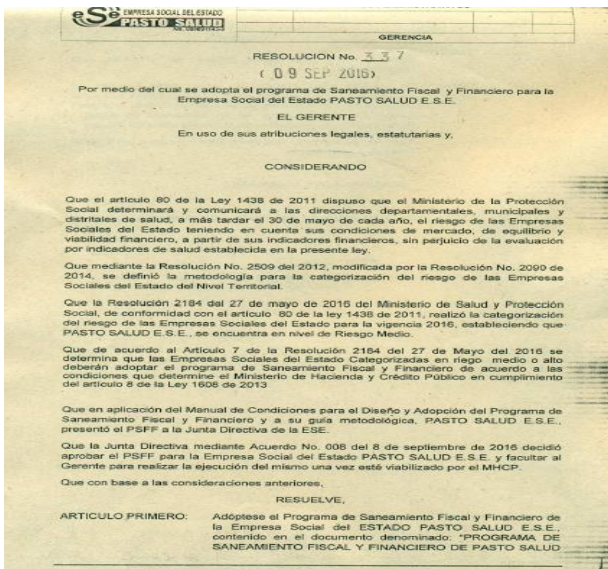 ese EMPRESA SOCIAL DEL ESTADO
PASTO SALUD
GERENCIA
RESOLUCION No. 3 3 7
( 0 9 SEP 2016)
Por medio del cual se adopta el programa de Saneamiento Fiscal y Financiero para la
Empresa Social del Estado PASTO SALUD E.S.E.
EL GERENTE
En uso de sus atribuciones legales, estatutarias y,
CONSIDERANDO
Que el artículo 80 de la Ley 1438 de 2011 dispuso que el Ministerio de la Protección
Social determinará y comunicará a las direcciones departamentales, municipales y
distritales de salud, a más tardar el 30 de mayo de cada año, el riesgo de las Empresas
Sociales del Estado teniendo en cuenta sus condiciones de mercado, de equilibrio y
viabilidad financiero, a partir de sus indicadores financieros, sin perjuicio de la evaluación
por indicadores de salud establecida en la presente ley.
Que mediante la Resolución No. 2509 del 2012, modificada por la Resolución No. 2090 de
2014, se definió la metodología para la categorización del riesgo de las Empresas
Sociales del Estado del Nivel Territorial.
Que la Resolución 2184 del 27 de mayo de 2016 del Ministerio de Salud y Protección
Social, de conformidad con el artículo 80 de la ley 1438 de 2011, realizó la categorización
del riesgo de las Empresas Sociales del Estado para la vigencia 2016, estableciendo que
PASTO SALUD E.S.E., se encuentra en nivel de Riesgo Medio.
Que de acuerdo al Artículo 7 de la Resolución 2184 del 27 de Mayo del 2016 se
determina que las Empresas Sociales del Estado Categorizadas en riego medio o alto
deberán adoptar el programa de Saneamiento Fiscal y Financiero de acuerdo a las
condiciones que determine el Ministerio de Hacienda y Crédito Público en cumplimiento
del artículo 8 de la Ley 1608 de 2013
Que en aplicación del Manual de Condiciones para el Diseño y Adopción del Programa de
Saneamiento Fiscal y Financiero y a su guía metodológica, PASTO SALUD E.S.E.,
presentó el PSFF a la Junta Directiva de la ESE.
Que la Junta Directiva mediante Acuerdo No. 008 del 8 de septiembre de 2016 decidió
aprobar el PSFF para la Empresa Social del Estado PASTO SALUD E.S.E. y facultar al
Gerente para realizar la ejecución del mismo una vez esté viabilizado por el MHCP.
Que con base a las consideraciones anteriores,
RESUELVE,
ARTICULO PRIMERO: Adóptese el Programa de Saneamiento Fiscal y Financiero de
la Empresa Social del ESTADO PASTO SALUD E.S.E.,
contenido en el documento denominado: "PROGRAMA DE
SANEAMIENTO FISCAL Y FINANCIERO DE PASTO SALUD